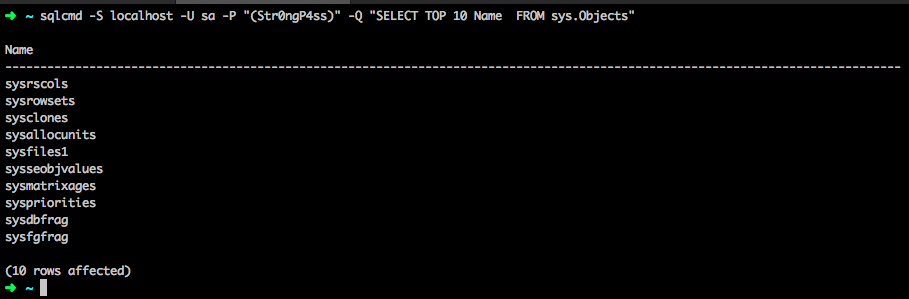 ➜ ~ sqlcmd -S localhost -U sa -P "(Str0ngP4ss)" -Q "SELECT TOP 10 Name  FROM sys.Objects"
Name
--------------------------------------------------------------------------------------------------------------------------------
sysrscols
sysrowsets
sysclones
sysallocunits
sysfiles1
sysseobjvalues
sysmatrixages
syspriorities
sysdbfrag
sysfgfrag
(10 rows affected)
➜ ~